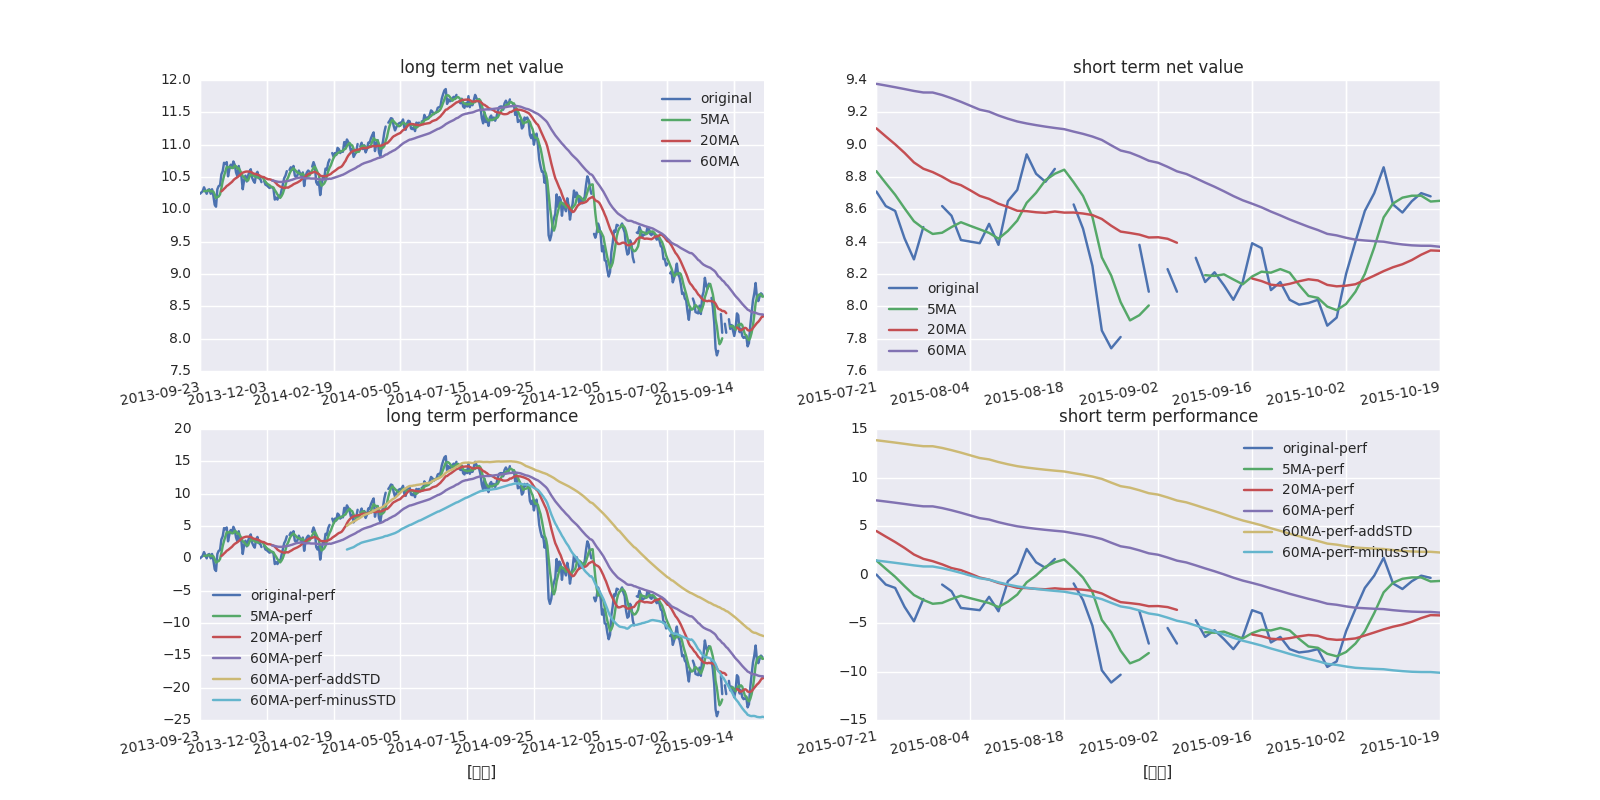 long term net value
12.0
11.5
11.0
10.5
10.0
9.5
9.0
8.5
8.0
7.5
original
5MA
20MA
60MA
2013-09-23
2013-12-03
2014-02-19
2014-05-05
2014-07-15
2014-09-25
2014-12-05
2015-07-02
2015-09-14
short term net value
9.4
9.2
9.0
8.8
8.6
8.4
8.2
8.0
7.8
7.6
original
5MA
20MA
60MA
2015-07-21
2015-08-04
2015-08-18
2015-09-02
2015-09-16
2015-10-02
2015-10-19
long term performance
20
15
10
5
0
−5
−10
−15
−20
−25
original-perf
5MA-perf
20MA-perf
60MA-perf
60MA-perf-addSTD
60MA-perf-minusSTD
2013-09-23
2013-12-03
2014-02-19
2014-05-05
2014-07-15
2014-09-25
2014-12-05
2015-07-02
2015-09-14
short term performance
15
10
5
0
−5
−10
−15
original-perf
5MA-perf
20MA-perf
60MA-perf
60MA-perf-addSTD
60MA-perf-minusSTD
2015-07-21
2015-08-04
2015-08-18
2015-09-02
2015-09-16
2015-10-02
2015-10-19